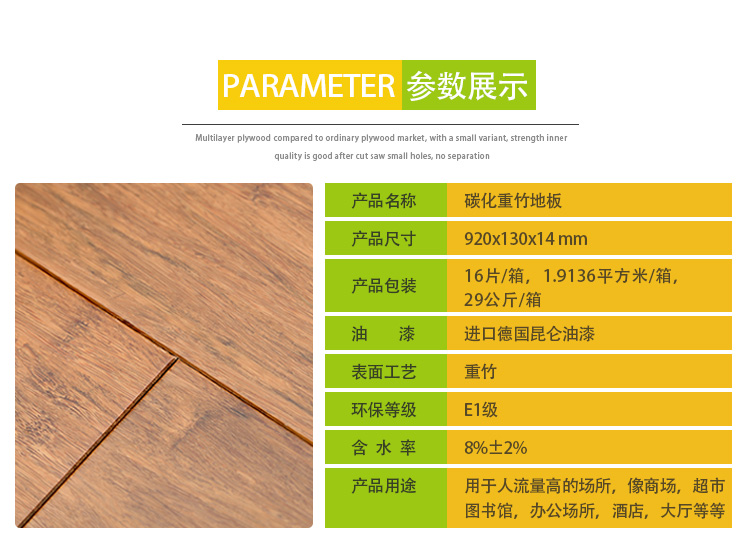 PARAMETER 参数展示
Multilayer plywood compared to ordinary plywood market, with a small variant, strength inner
quality is good after cut saw small holes, no separation
产品名称 碳化重竹地板
产品尺寸 920x130x14 mm
产品包装 16片/箱，1.9136平方米/箱，
29公斤/箱
油 漆 进口德国昆仑油漆
表面工艺 重竹
环保等级 E1级
含 水 率 8%±2%
产品用途 用于人流量高的场所，像商场，超市
图书馆，办公场所，酒店，大厅等等